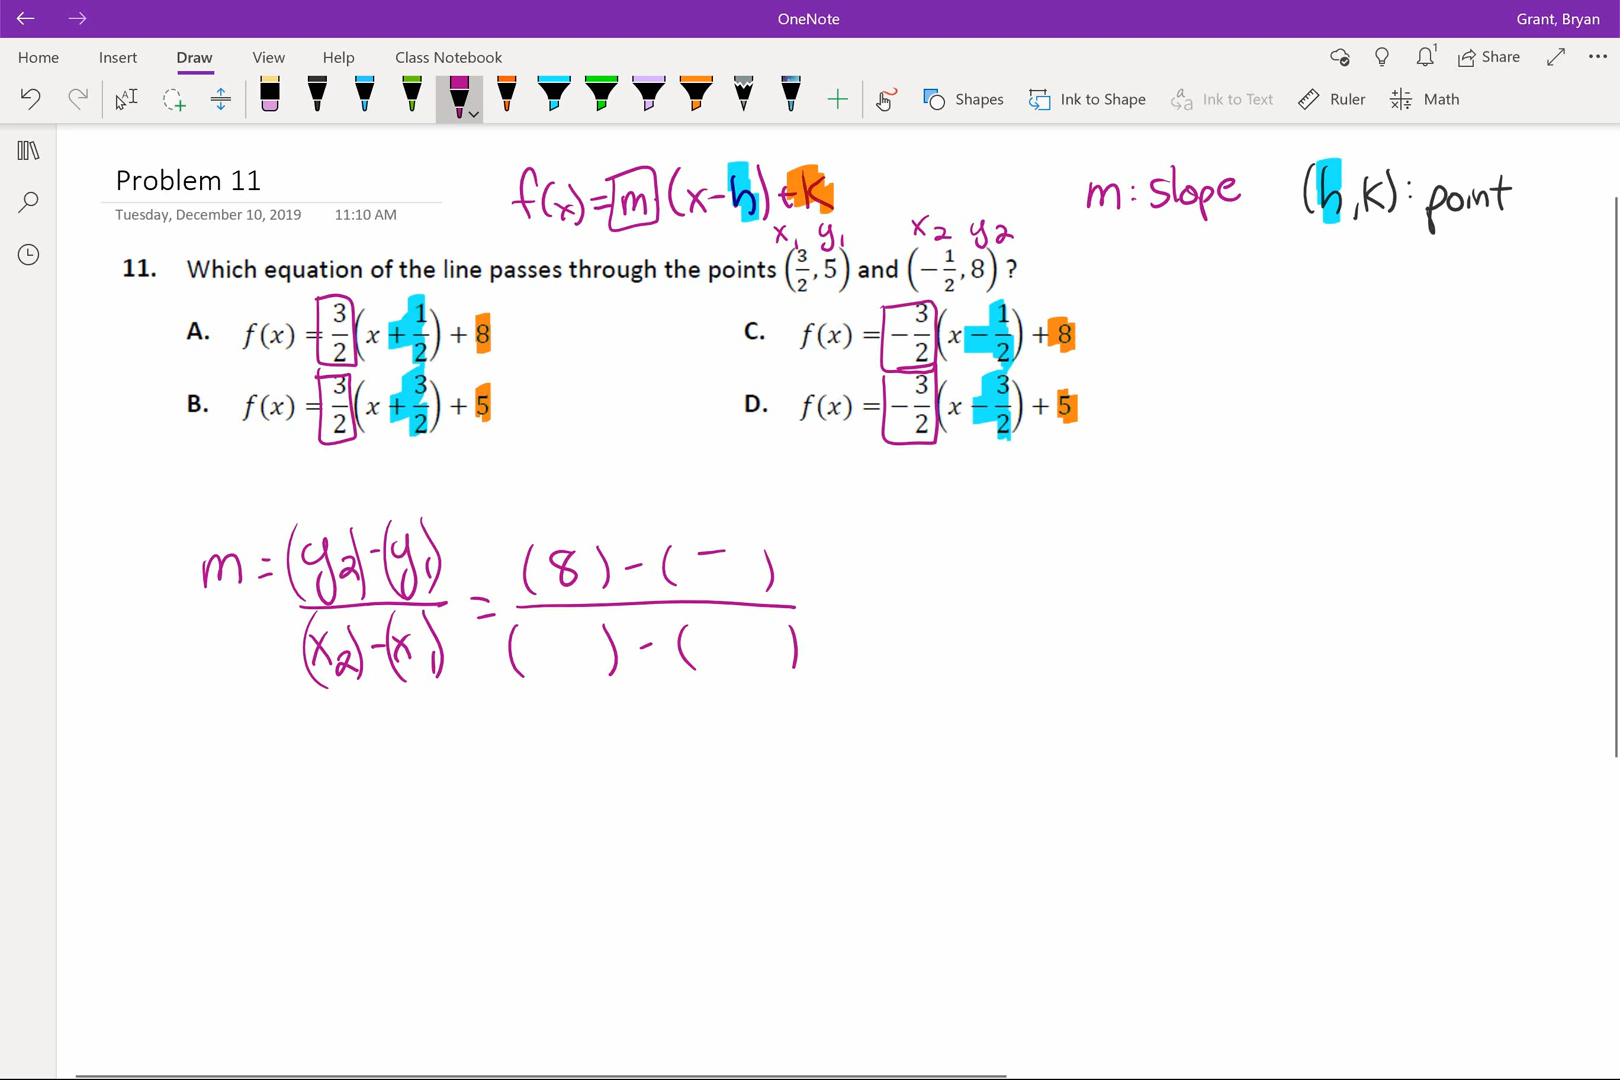 OneNote
Grant, Bryan
Home Insert Draw View Help Class Notebook
1 Share
Shapes Ink to Shape Ink to Text Ruler Math
Problem 11
Tuesday, December 10, 2019 11:10 AM
f(x)=m(x-h)+k
m: slope (h,k): point
x₁ y₁ x₂ y₂
11. Which equation of the line passes through the points (3/2, 5) and (−1/2, 8) ?
A. f(x) = 3/2(x + 1/2) + 8
C. f(x) = −3/2(x − 1/2) + 8
B. f(x) = 3/2(x + 3/2) + 5
D. f(x) = −3/2(x − 3/2) + 5
m = (y₂)-(y₁) = (8)-(‾ )
(x₂)-(x₁) ( )-( )